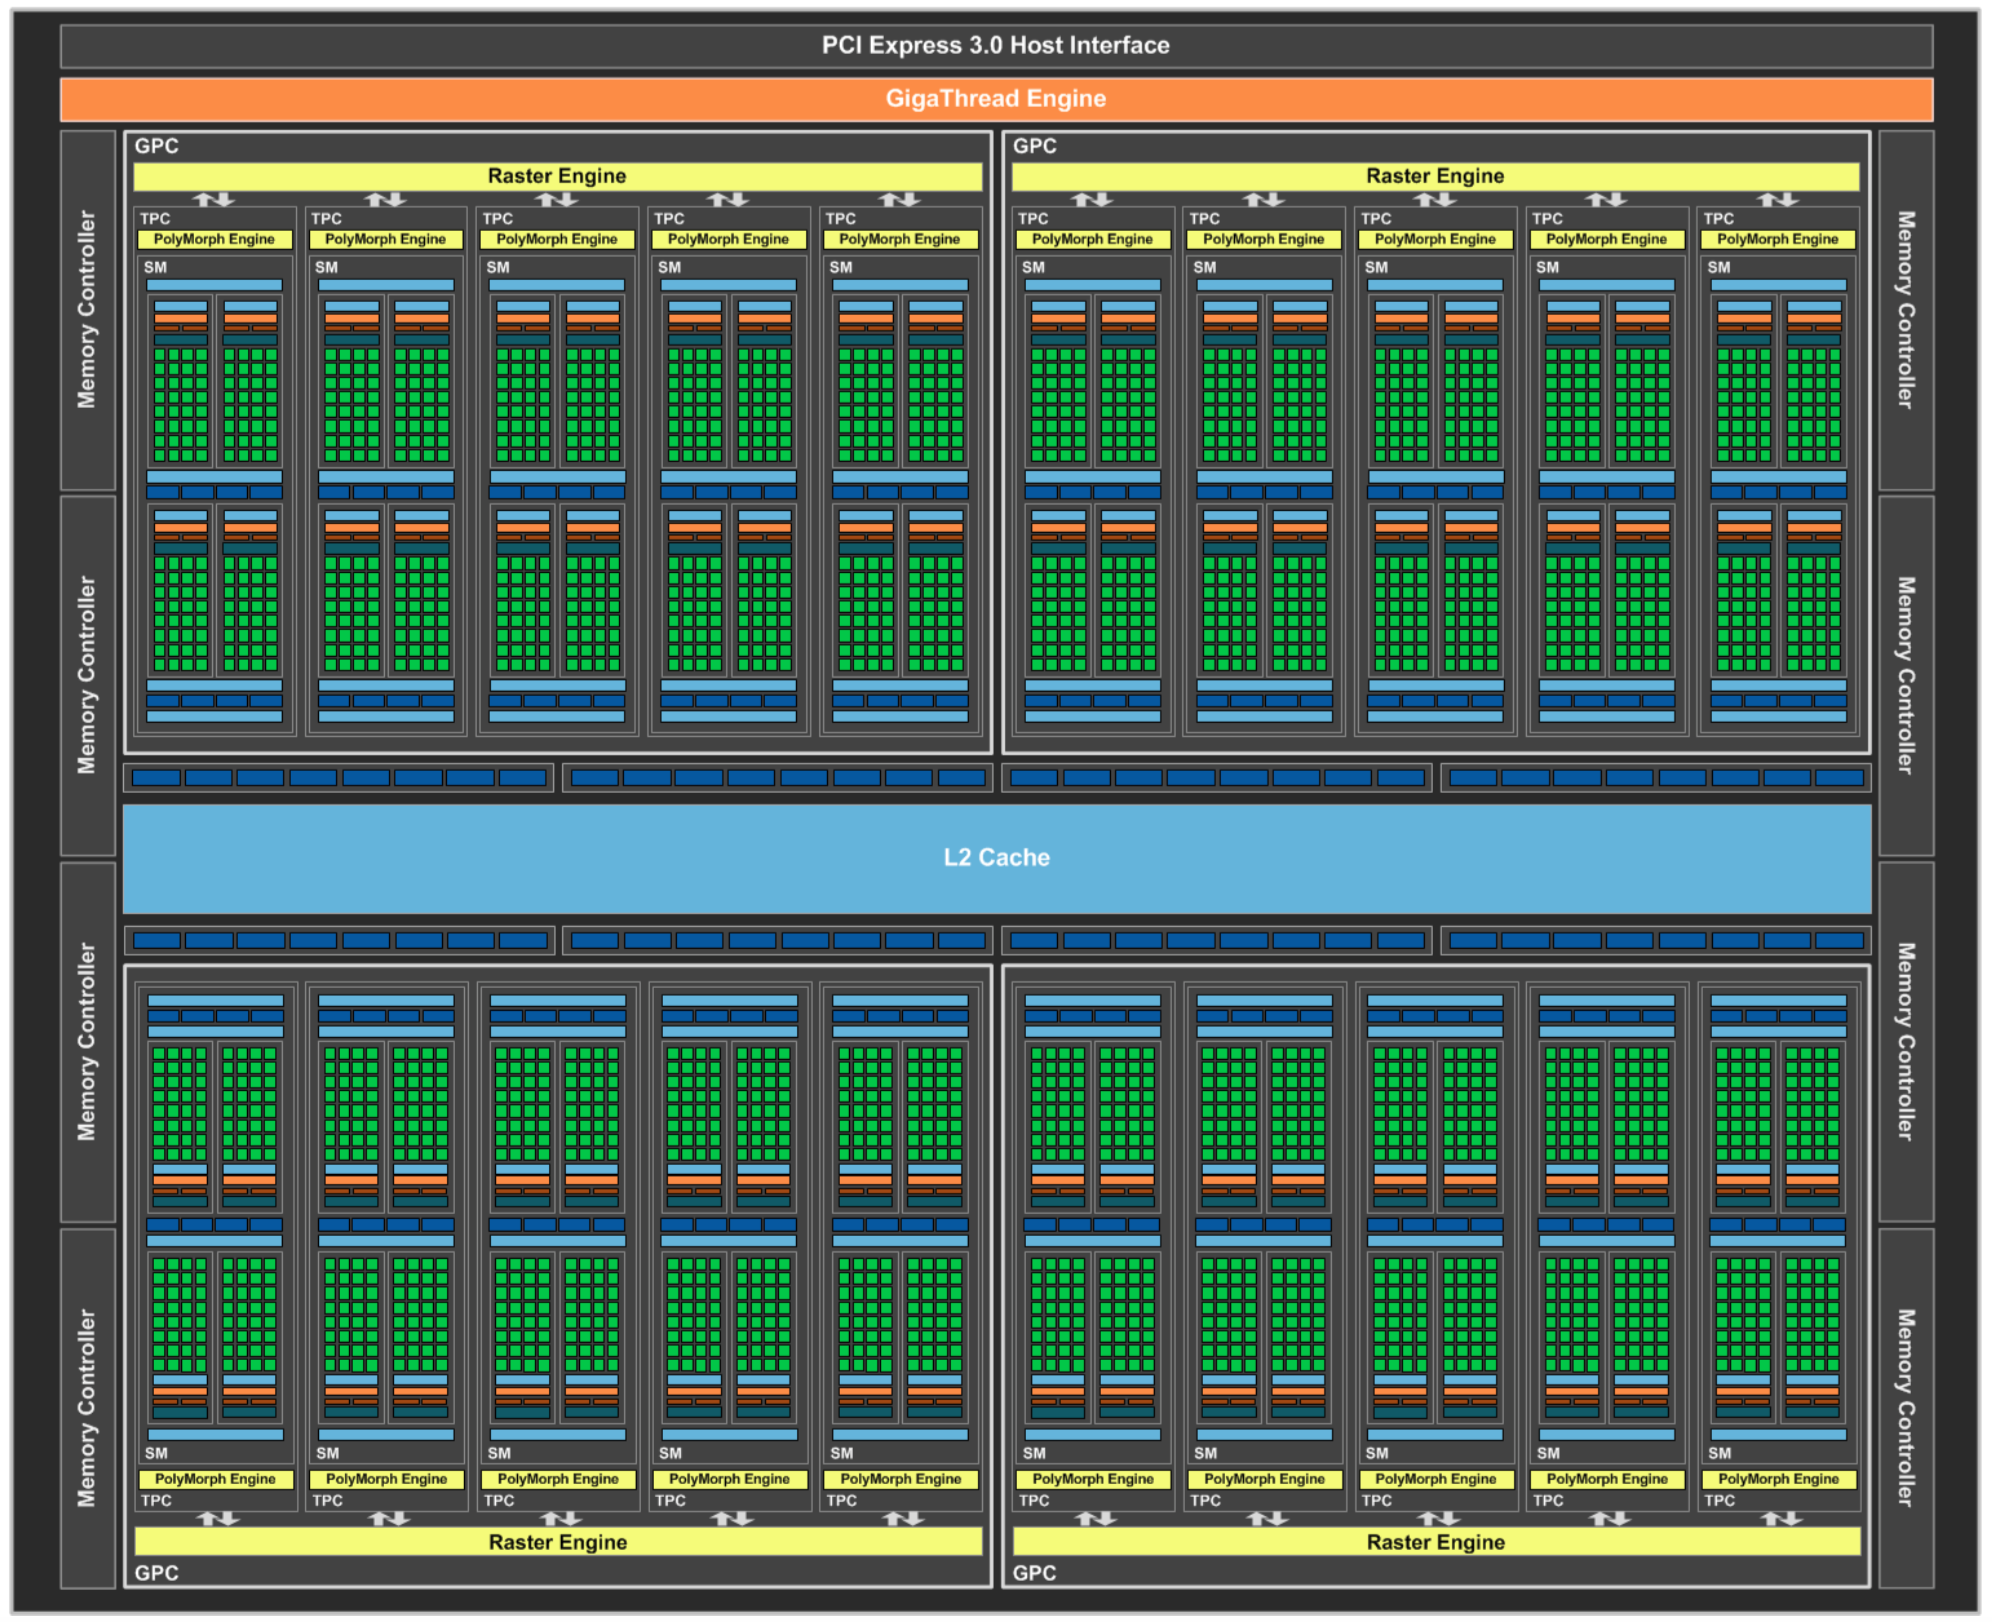 PCI Express 3.0 Host Interface
GigaThread Engine
Memory Controller
Memory Controller
Memory Controller
Memory Controller
GPC
Raster Engine
TPC TPC TPC TPC TPC
PolyMorph Engine PolyMorph Engine PolyMorph Engine PolyMorph Engine PolyMorph Engine
SM SM SM SM SM
GPC
Raster Engine
TPC TPC TPC TPC TPC
PolyMorph Engine PolyMorph Engine PolyMorph Engine PolyMorph Engine PolyMorph Engine
SM SM SM SM SM
L2 Cache
SM SM SM SM SM
PolyMorph Engine PolyMorph Engine PolyMorph Engine PolyMorph Engine PolyMorph Engine
TPC TPC TPC TPC TPC
Raster Engine
GPC
SM SM SM SM SM
PolyMorph Engine PolyMorph Engine PolyMorph Engine PolyMorph Engine PolyMorph Engine
TPC TPC TPC TPC TPC
Raster Engine
GPC
Memory Controller
Memory Controller
Memory Controller
Memory Controller